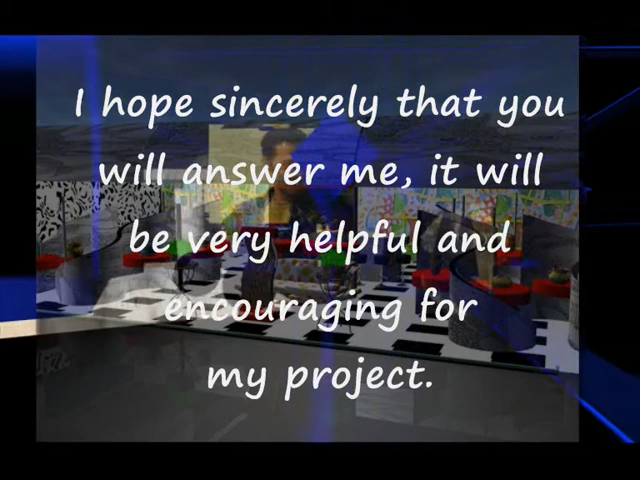 I hope sincerely that you
will answer me, it will
be very helpful and
encouraging for
my project.